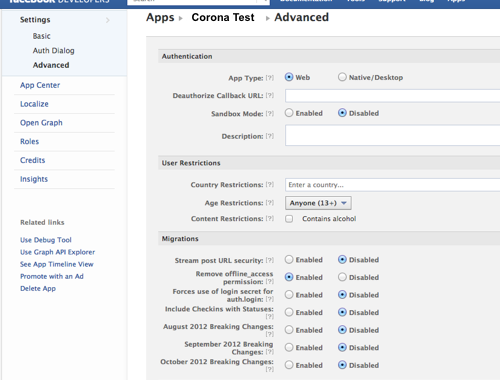 facebook DEVELOPERS
Search
Documentation Tools Support Blog Apps
Settings
Basic
Auth Dialog
Advanced
App Center
Localize
Open Graph
Roles
Credits
Insights
Related links
Use Debug Tool
Use Graph API Explorer
See App Timeline View
Promote with an Ad
Delete App
Apps ▸ Corona Test ▸ Advanced
Authentication
App Type: [?] Web Native/Desktop
Deauthorize Callback URL: [?]
Sandbox Mode: [?] Enabled Disabled
Description: [?]
User Restrictions
Country Restrictions: [?] Enter a country...
Age Restrictions: [?] Anyone (13+)
Content Restrictions: [?] Contains alcohol
Migrations
Stream post URL security: [?] Enabled Disabled
Remove offline_access
permission: [?] Enabled Disabled
Forces use of login secret for
auth.login: [?] Enabled Disabled
Include Checkins with Statuses:
[?] Enabled Disabled
August 2012 Breaking Changes:
[?] Enabled Disabled
September 2012 Breaking
Changes: [?] Enabled Disabled
October 2012 Breaking Changes:
[?] Enabled Disabled